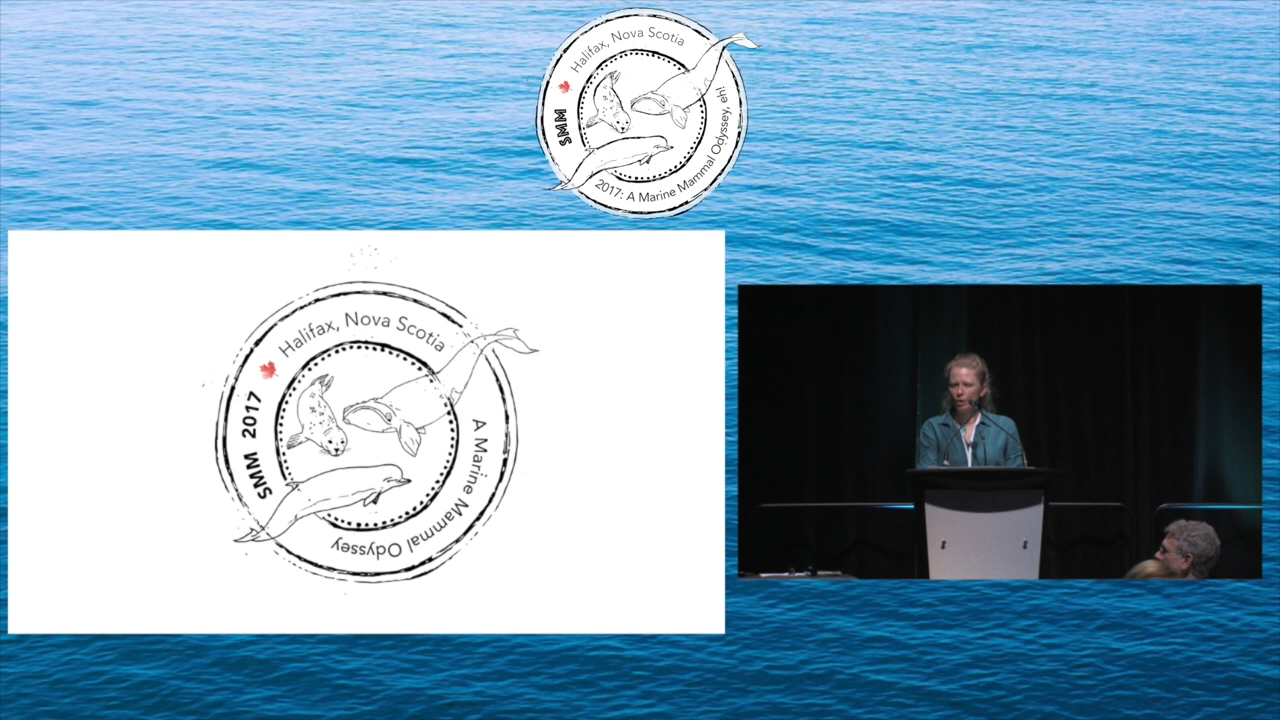 Halifax, Nova Scotia
SMM
2017: A Marine Mammal Odyssey, eh!
Halifax, Nova Scotia
SMM 2017
A Marine Mammal Odyssey